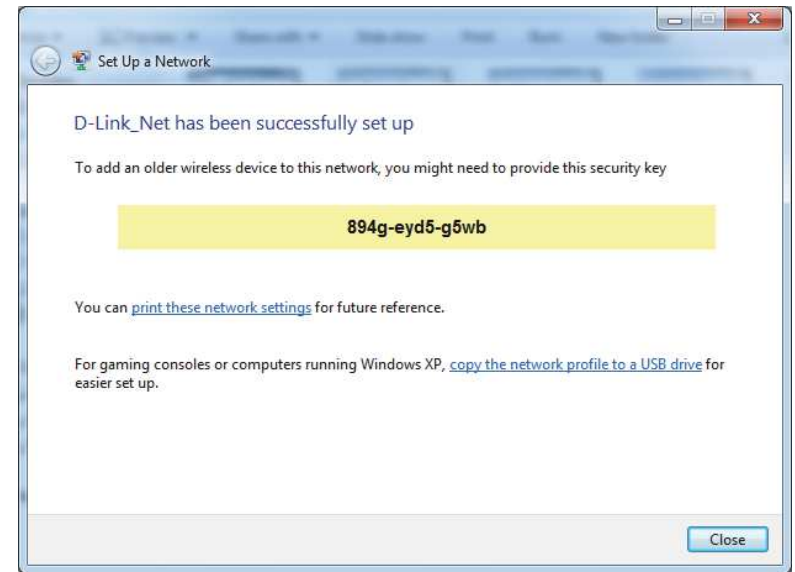 Set Up a Network
D-Link_Net has been successfully set up
To add an older wireless device to this network, you might need to provide this security key
894g-eyd5-g5wb
You can print these network settings for future reference.
For gaming consoles or computers running Windows XP, copy the network profile to a USB drive for
easier set up.
Close